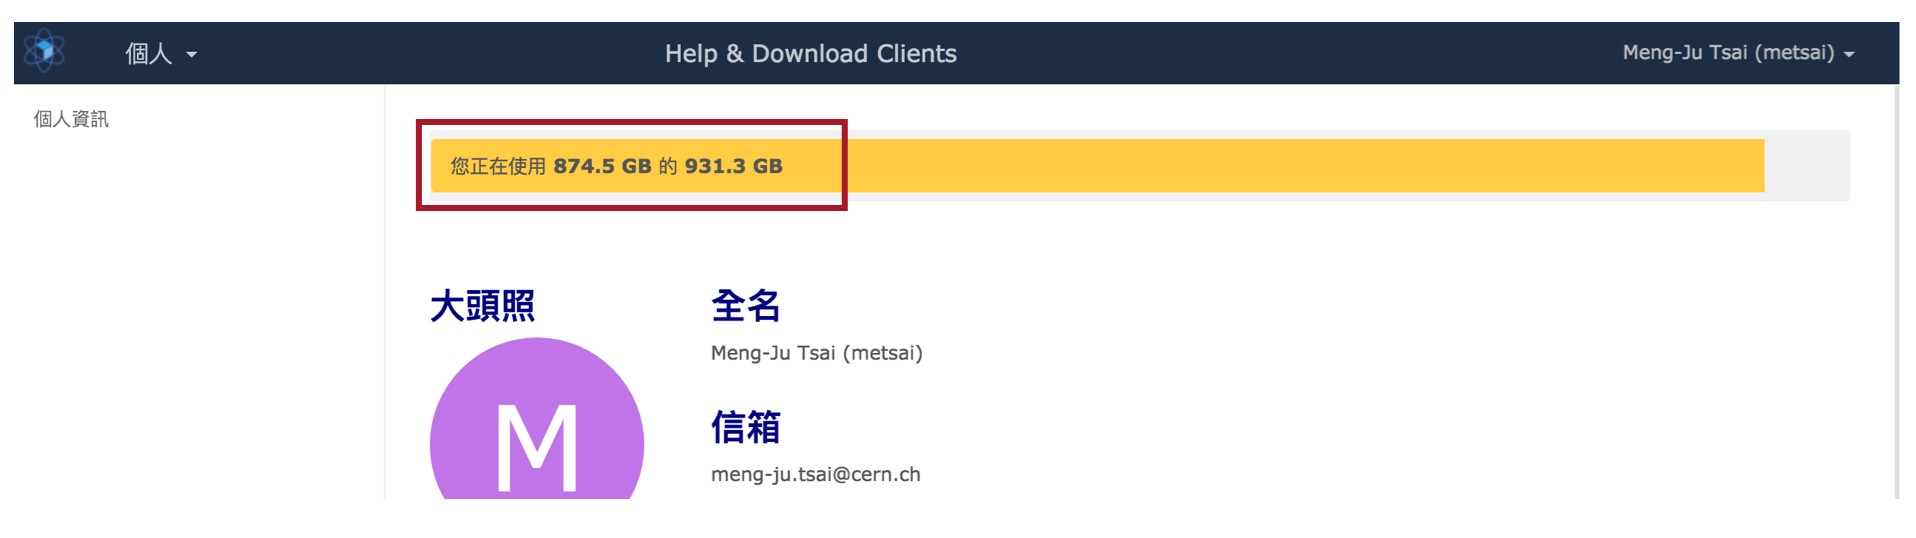 個人
Help & Download Clients
Meng-Ju Tsai (metsai)
個人資訊
您正在使用 874.5 GB 的 931.3 GB
大頭照
M
全名
Meng-Ju Tsai (metsai)
信箱
meng-ju.tsai@cern.ch